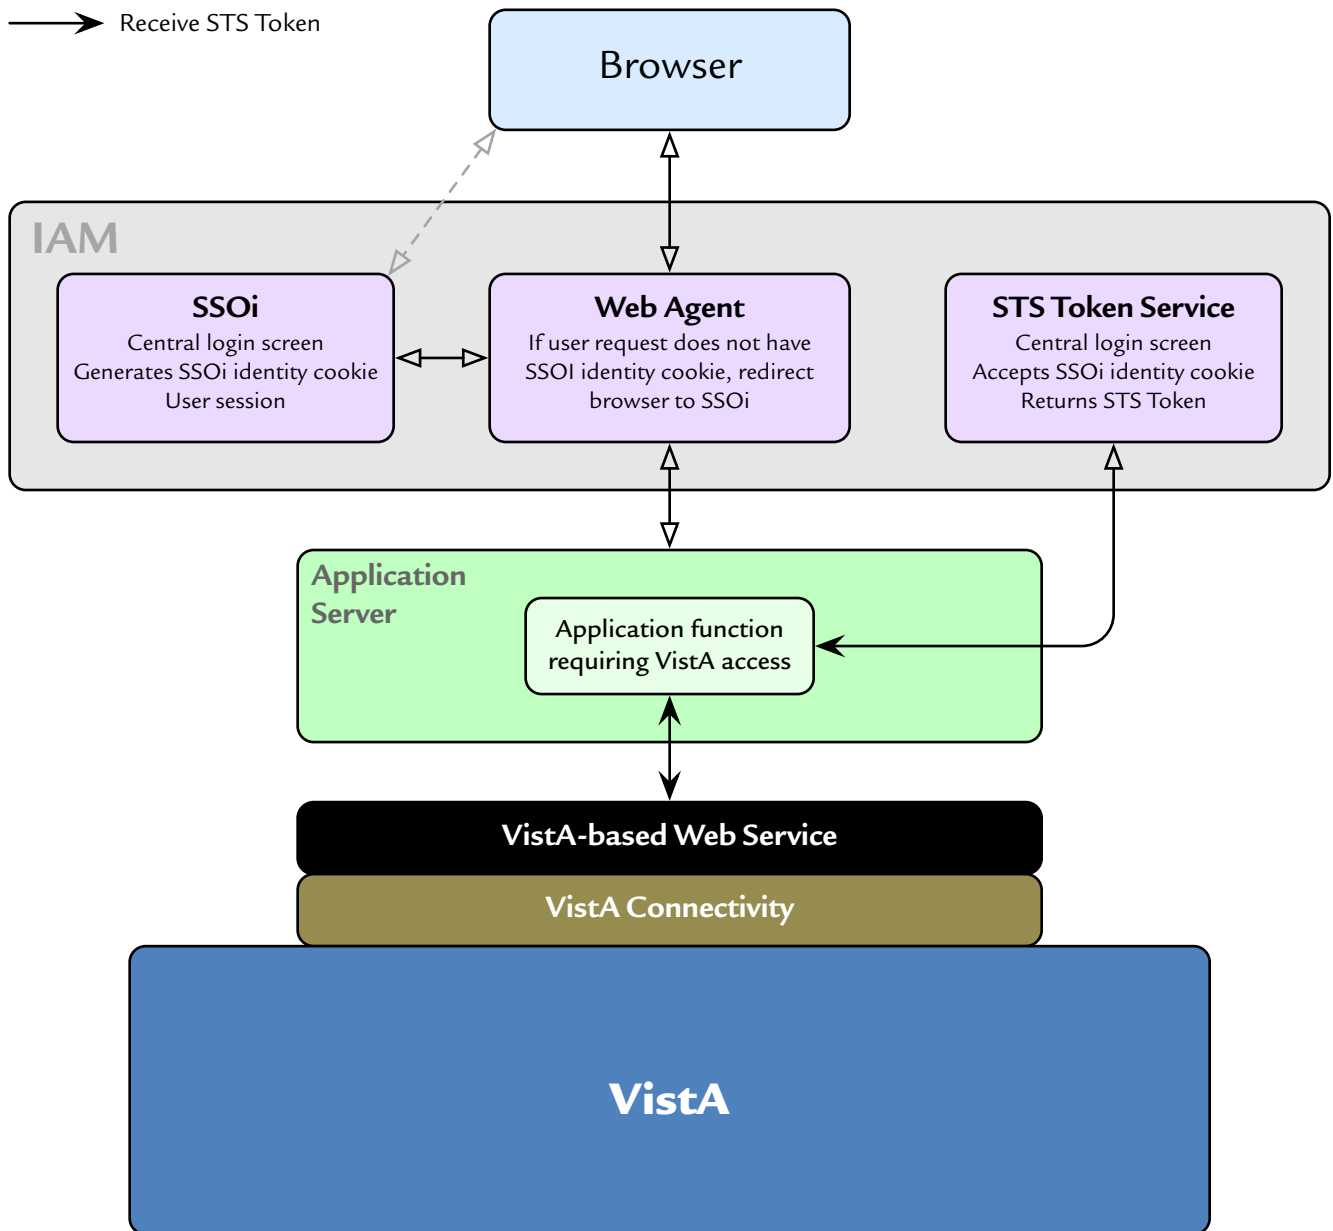 Receive STS Token
Browser
IAM
SSOi
Central login screen
Generates SSOi identity cookie
User session
Web Agent
If user request does not have
SSOI identity cookie, redirect
browser to SSOi
STS Token Service
Central login screen
Accepts SSOi identity cookie
Returns STS Token
Application
Server
Application function
requiring VistA access
VistA-based Web Service
VistA Connectivity
VistA